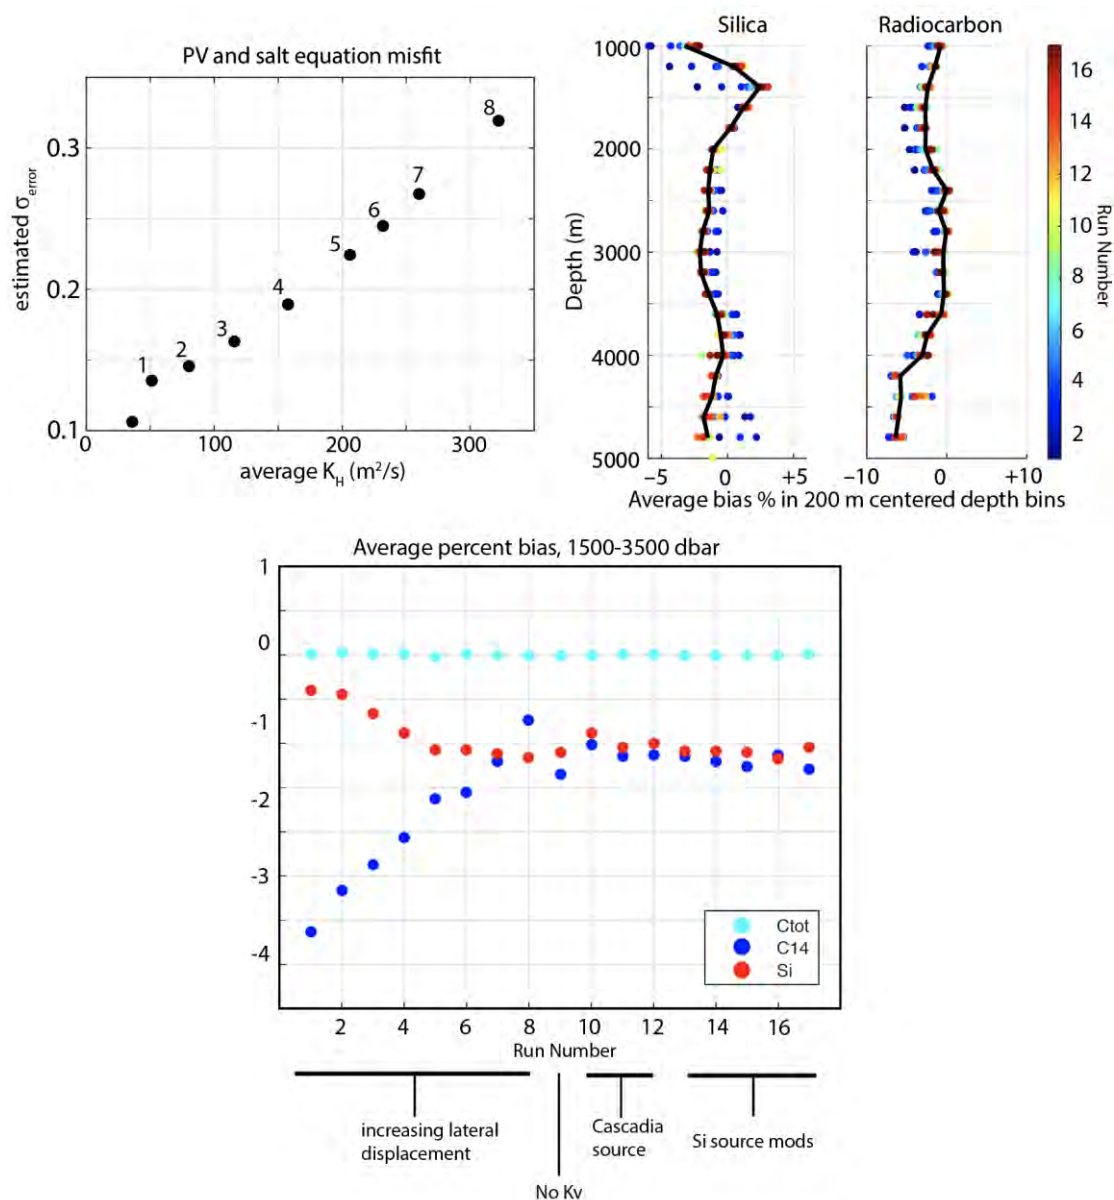 PV and salt equation misfit
estimated σerror
0.3
0.2
0.1
1
2
3
4
5
6
7
8
0
100
200
300
average KH (m²/s)
Silica
Radiocarbon
Depth (m)
1000
2000
3000
4000
5000
−5
0
+5
−10
0
+10
Average bias % in 200 m centered depth bins
16
14
12
10
8
6
4
2
Run Number
Average percent bias, 1500-3500 dbar
1
0
-1
-2
-3
-4
Ctot
C14
Si
2
4
6
8
10
12
14
16
Run Number
increasing lateral
displacement
No Kv
Cascadia
source
Si source mods